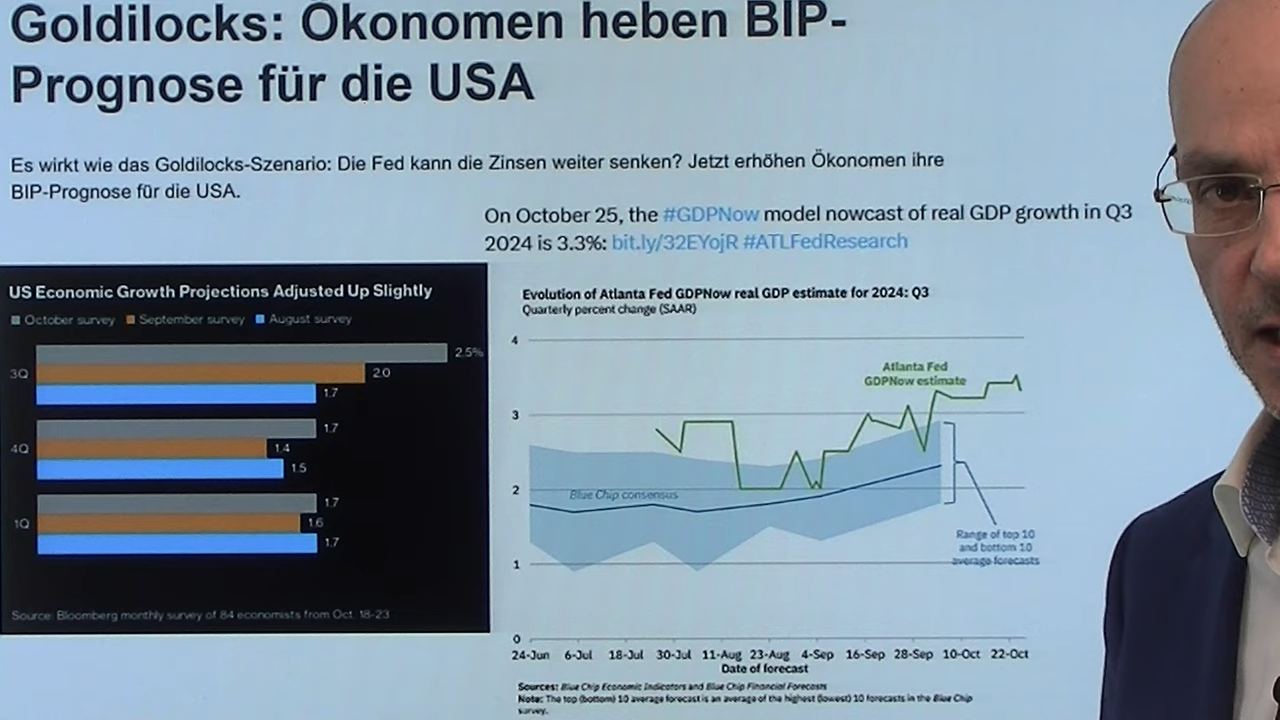 Goldilocks: Ökonomen heben BIP-
Prognose für die USA
Es wirkt wie das Goldilocks-Szenario: Die Fed kann die Zinsen weiter senken? Jetzt erhöhen Ökonomen ihre
BIP-Prognose für die USA.
On October 25, the #GDPNow model nowcast of real GDP growth in Q3
2024 is 3.3%: bit.ly/32EYojR #ATLFedResearch
US Economic Growth Projections Adjusted Up Slightly
October survey September survey August survey
3Q
2.5%
2.0
1.7
4Q
1.7
1.4
1.5
1Q
1.7
1.6
1.7
Source: Bloomberg monthly survey of 84 economists from Oct. 18-23
Evolution of Atlanta Fed GDPNow real GDP estimate for 2024: Q3
Quarterly percent change (SAAR)
4
3
2
1
0
Atlanta Fed
GDPNow estimate
Blue Chip consensus
Range of top 10
and bottom 10
average forecasts
24-Jun 6-Jul 18-Jul 30-Jul 11-Aug 23-Aug 4-Sep 16-Sep 28-Sep 10-Oct 22-Oct
Date of forecast
Sources: Blue Chip Economic Indicators and Blue Chip Financial Forecasts
Note: The top (bottom) 10 average forecast is an average of the highest (lowest) 10 forecasts in the Blue Chip
survey.